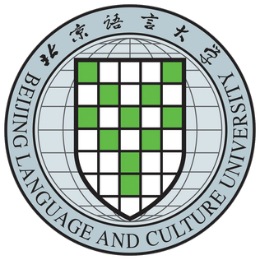 北京语言大学
BEIJING LANGUAGE AND CULTURE UNIVERSITY